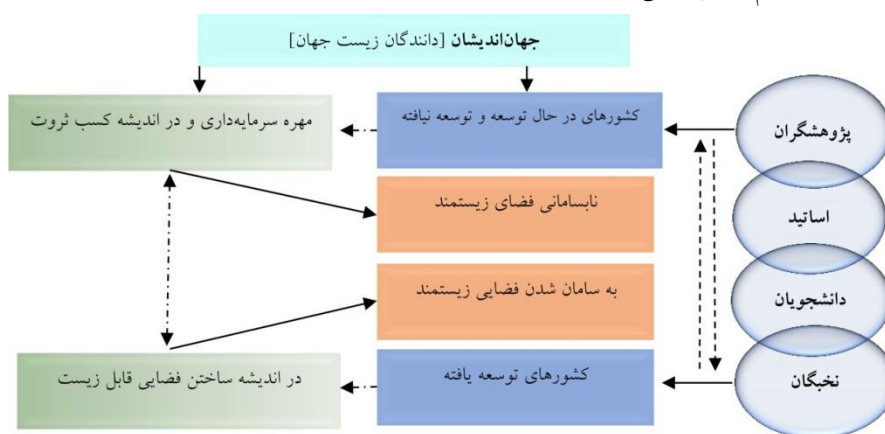 جهان‌اندیشان [دانندگان زیست جهان]
پژوهشگران
کشورهای در حال توسعه و توسعه نیافته
مهره سرمایه‌داری و در اندیشه کسب ثروت
اساتید
نابسامانی فضای زیستمند
دانشجویان
به سامان شدن فضایی زیستمند
نخبگان
کشورهای توسعه یافته
در اندیشه ساختن فضایی قابل زیست